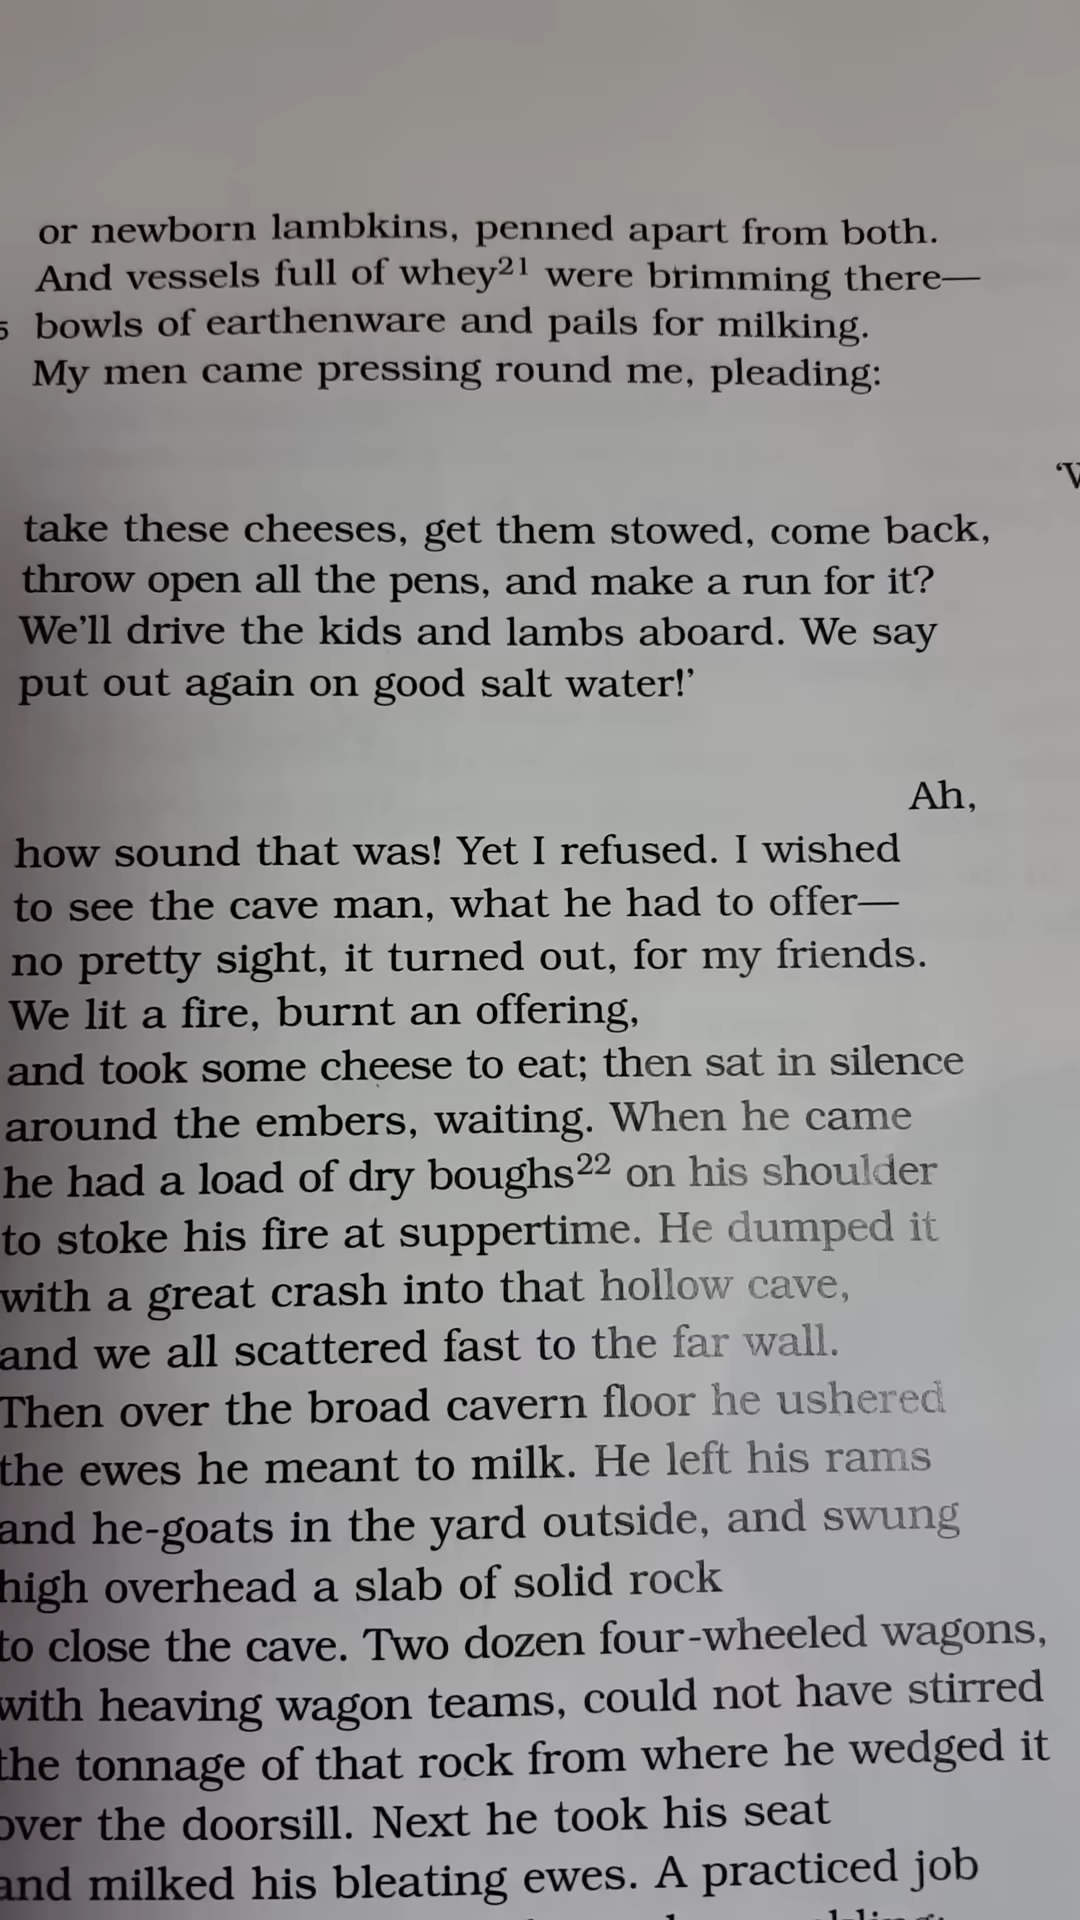 or newborn lambkins, penned apart from both.
And vessels full of whey21 were brimming there—
5 bowls of earthenware and pails for milking.
My men came pressing round me, pleading:
take these cheeses, get them stowed, come back,
throw open all the pens, and make a run for it?
We'll drive the kids and lambs aboard. We say
put out again on good salt water!’
Ah,
how sound that was! Yet I refused. I wished
to see the cave man, what he had to offer—
no pretty sight, it turned out, for my friends.
We lit a fire, burnt an offering,
and took some cheese to eat; then sat in silence
around the embers, waiting. When he came
he had a load of dry boughs22 on his shoulder
to stoke his fire at suppertime. He dumped it
with a great crash into that hollow cave,
and we all scattered fast to the far wall.
Then over the broad cavern floor he ushered
the ewes he meant to milk. He left his rams
and he-goats in the yard outside, and swung
high overhead a slab of solid rock
to close the cave. Two dozen four-wheeled wagons,
with heaving wagon teams, could not have stirred
the tonnage of that rock from where he wedged it
over the doorsill. Next he took his seat
and milked his bleating ewes. A practiced job